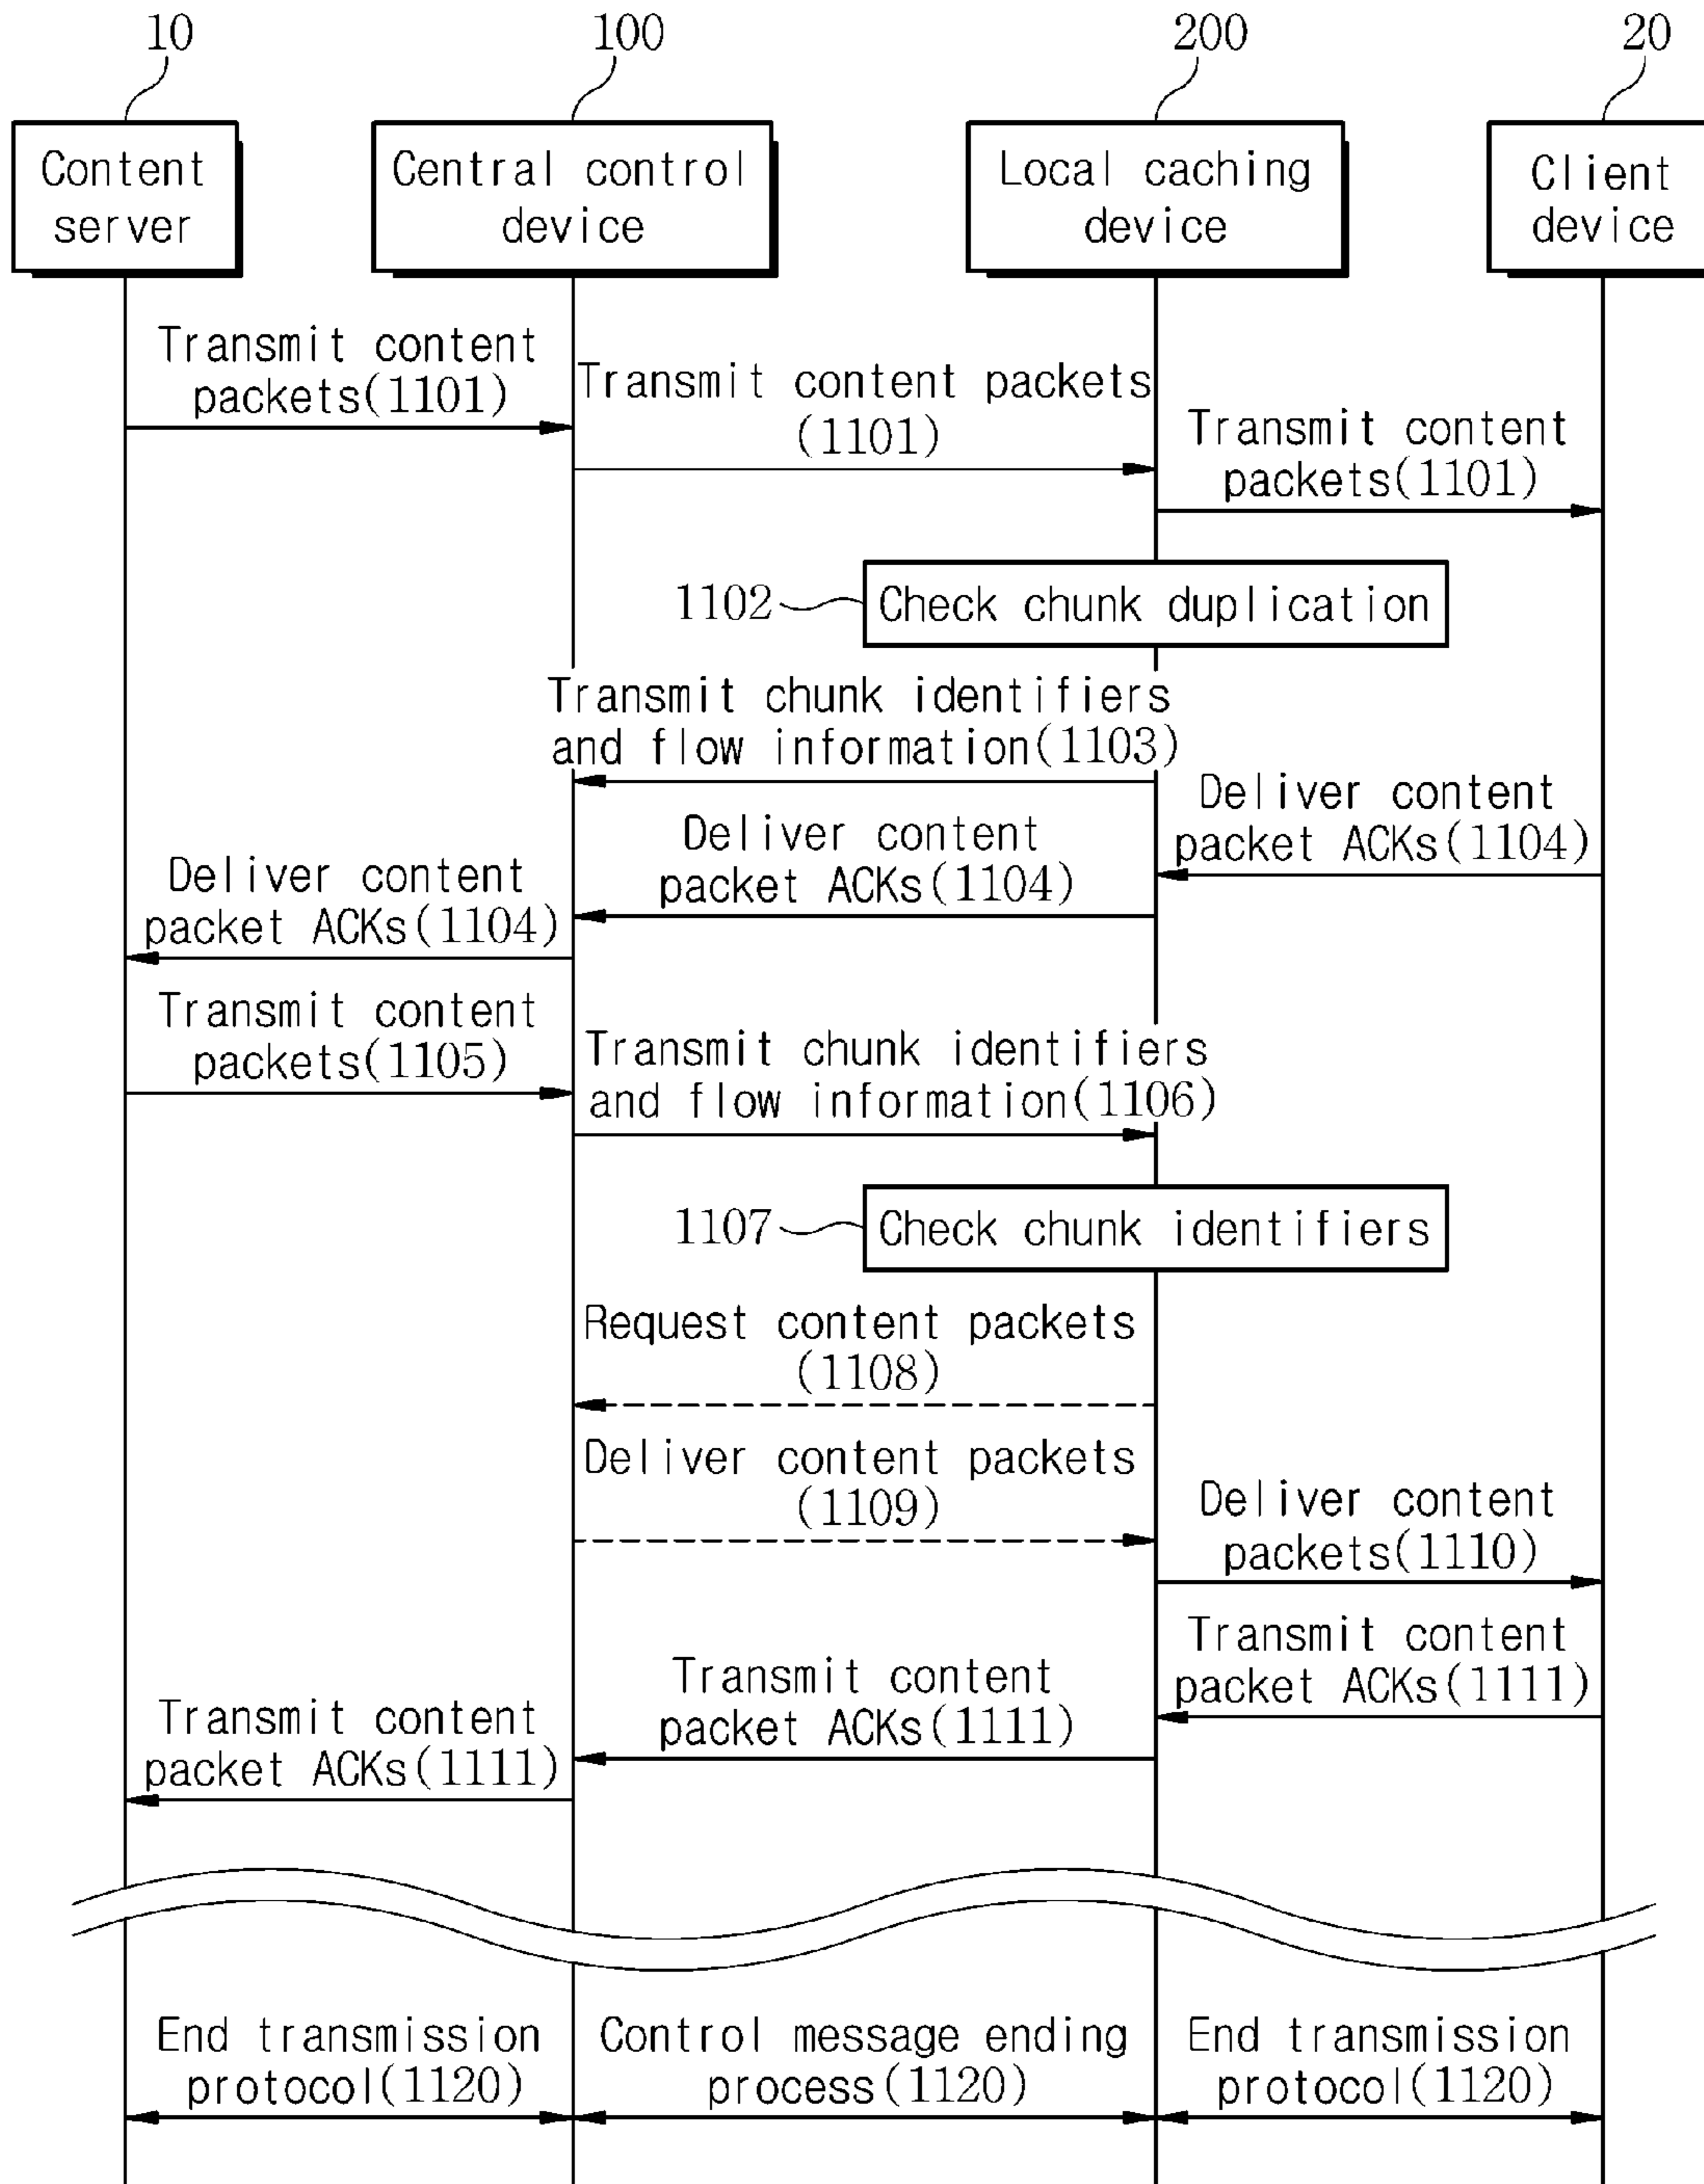 10
100
200
20
Content
server
Central control
device
Local caching
device
Client
device
Transmit content
packets(1101)
Transmit content packets
(1101)
Transmit content
packets(1101)
1102
Check chunk duplication
Transmit chunk identifiers
and flow information(1103)
Deliver content
packet ACKs(1104)
Deliver content
packet ACKs(1104)
Deliver content
packet ACKs(1104)
Transmit content
packets(1105)
Transmit chunk identifiers
and flow information(1106)
1107
Check chunk identifiers
Request content packets
(1108)
Deliver content packets
(1109)
Deliver content
packets(1110)
Transmit content
packet ACKs(1111)
Transmit content
packet ACKs(1111)
Transmit content
packet ACKs(1111)
End transmission
protocol(1120)
Control message ending
process(1120)
End transmission
protocol(1120)